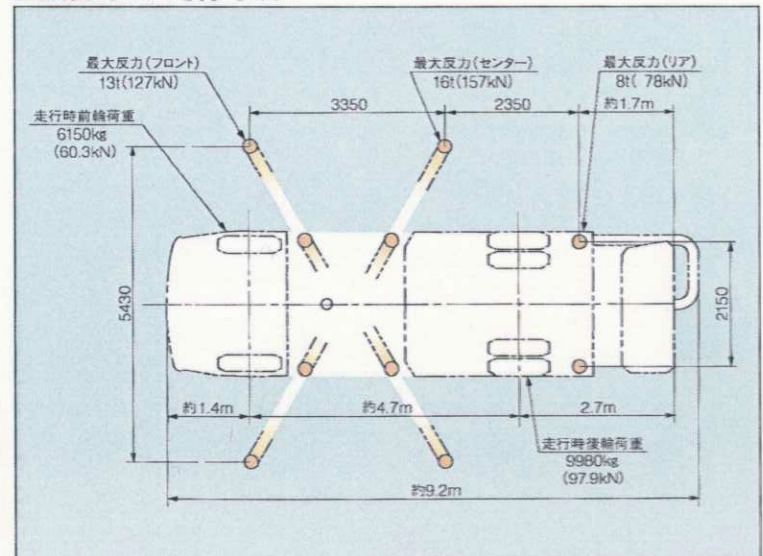 最大反力(フロント)
13t(127kN)
最大反力(センター)
16t(157kN)
最大反力(リア)
8t( 78kN)
3350
2350
約1.7m
走行時前輪荷重
6150kg
(60.3kN)
5430
2150
約1.4m
約4.7m
2.7m
走行時後輪荷重
9980kg
(97.9kN)
約9.2m